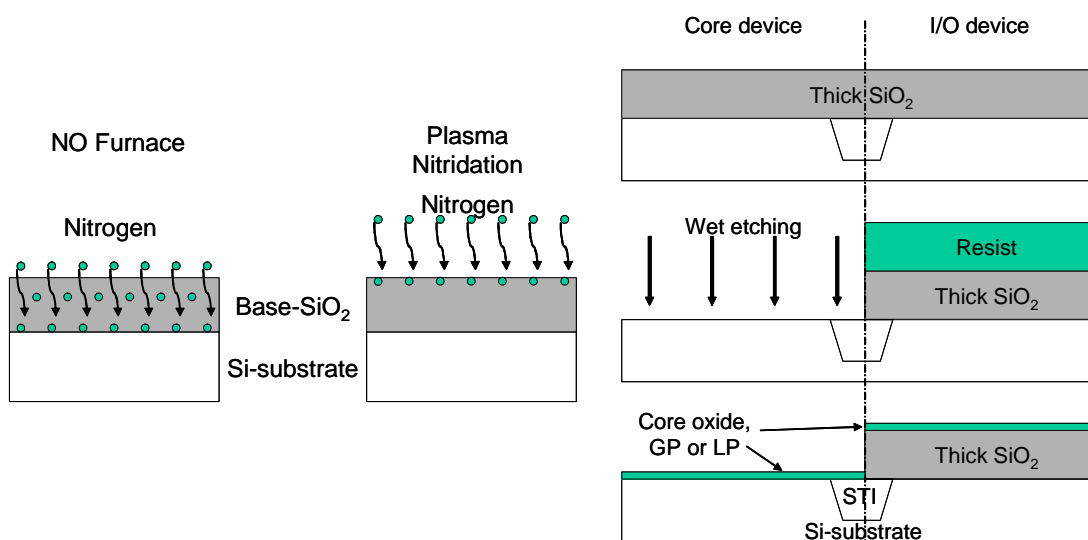 NO Furnace
Nitrogen
Plasma
Nitridation
Nitrogen
Base-SiO₂
Si-substrate
Core device
I/O device
Thick SiO₂
Wet etching
Resist
Thick SiO₂
Core oxide,
GP or LP
Thick SiO₂
STI
Si-substrate